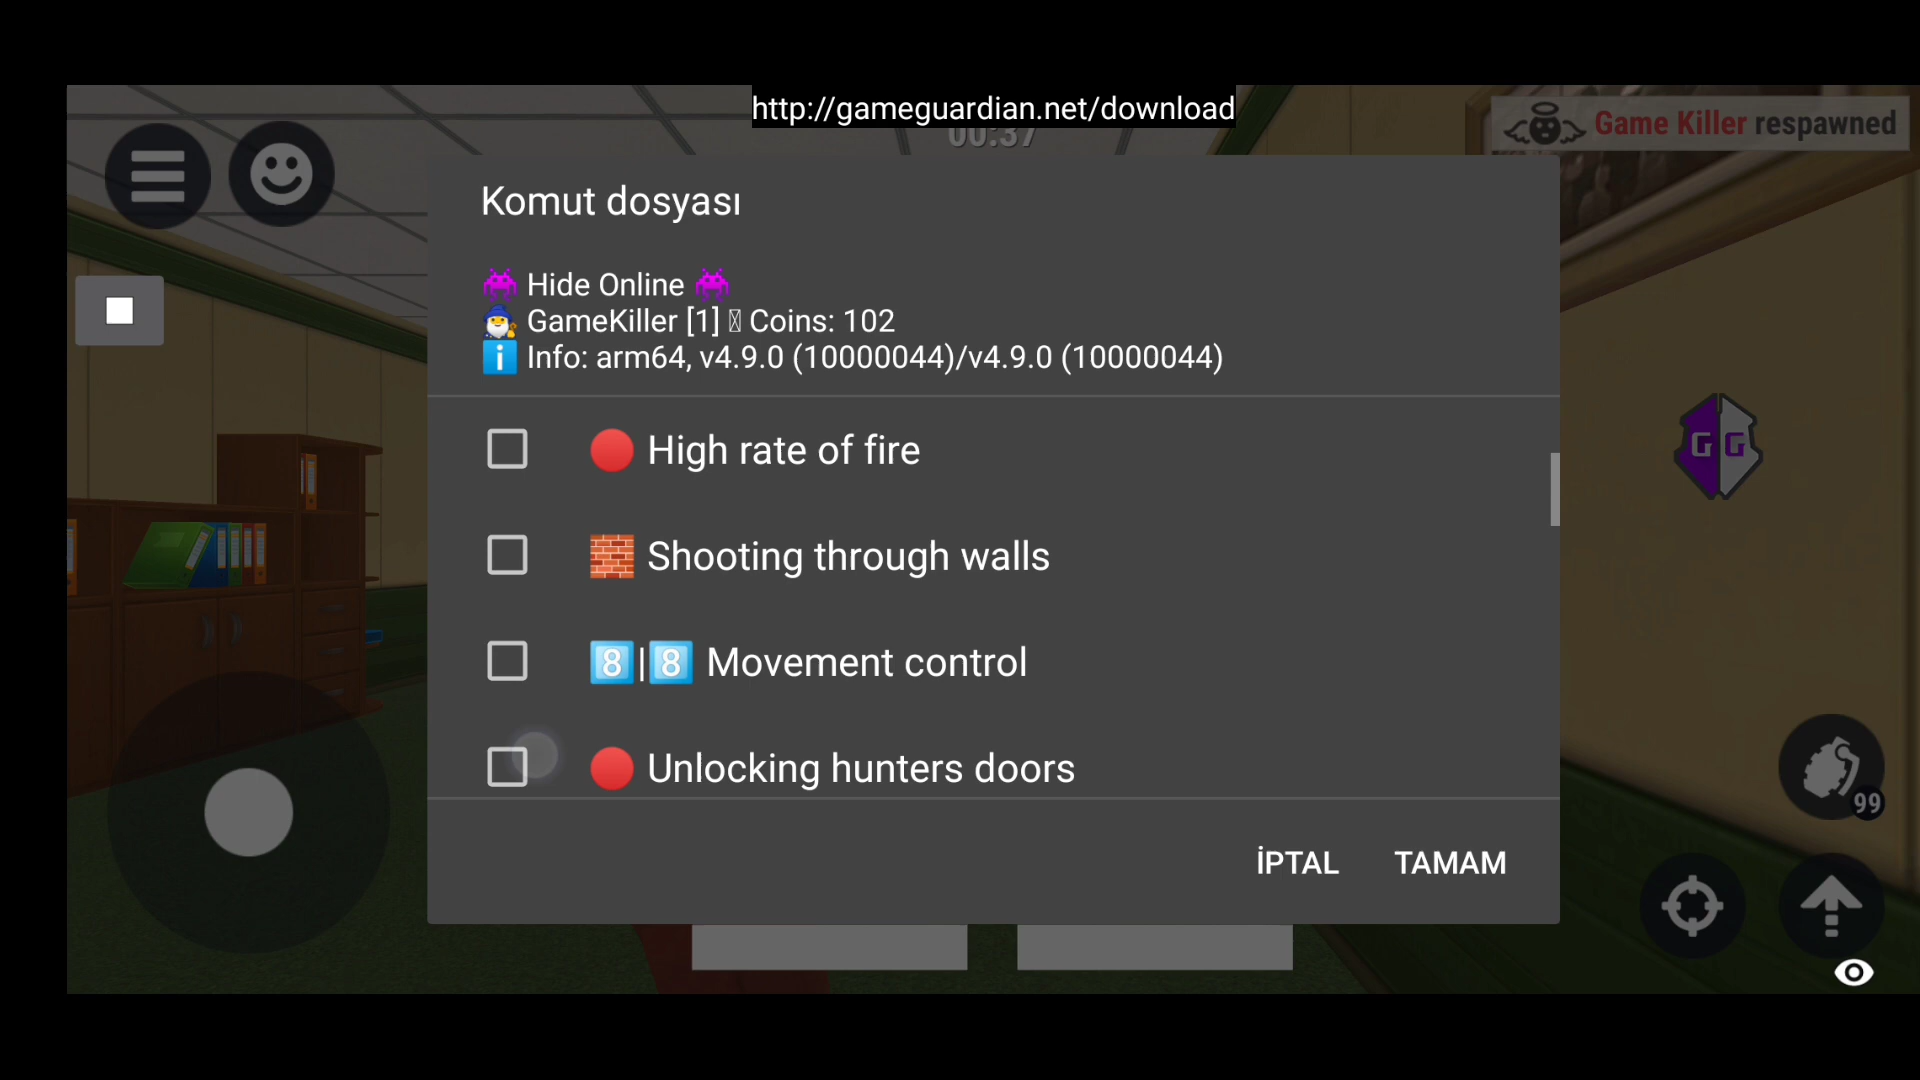 http://gameguardian.net/download
00:37
Game Killer respawned
Komut dosyası
👾 Hide Online 👾
🧙‍♂️ GameKiller [1] Coins: 102
ℹ️ Info: arm64, v4.9.0 (10000044)/v4.9.0 (10000044)
🔴 High rate of fire
🧱 Shooting through walls
8️⃣|8️⃣ Movement control
🔴 Unlocking hunters doors
G G
99
İPTAL TAMAM